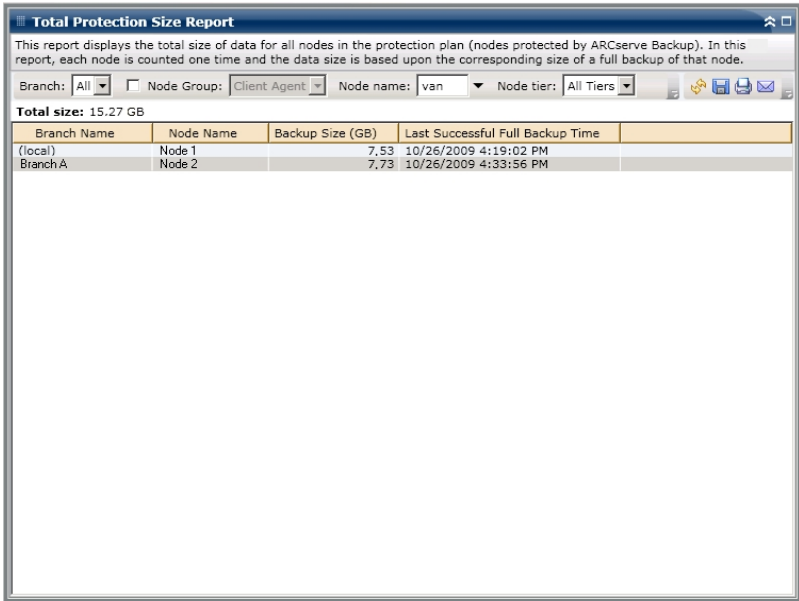 Total Protection Size Report
This report displays the total size of data for all nodes in the protection plan (nodes protected by ARCserve Backup). In this
report, each node is counted one time and the data size is based upon the corresponding size of a full backup of that node.
Branch: All Node Group: Client Agent Node name: van Node tier: All Tiers
Total size: 15.27 GB
Branch Name Node Name Backup Size (GB) Last Successful Full Backup Time
(local) Node 1 7.53 10/26/2009 4:19:02 PM
Branch A Node 2 7.73 10/26/2009 4:33:56 PM